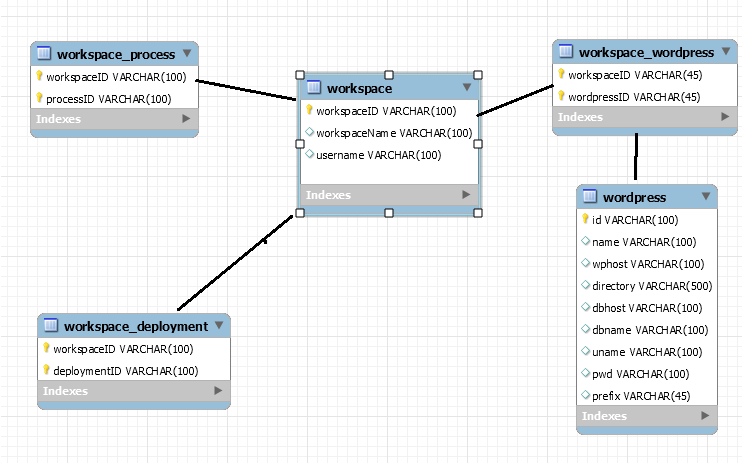 workspace_process
workspaceID VARCHAR(100)
processID VARCHAR(100)
Indexes
workspace
workspaceID VARCHAR(100)
workspaceName VARCHAR(100)
username VARCHAR(100)
Indexes
workspace_wordpress
workspaceID VARCHAR(45)
wordpressID VARCHAR(45)
Indexes
wordpress
id VARCHAR(100)
name VARCHAR(100)
wphost VARCHAR(100)
directory VARCHAR(500)
dbhost VARCHAR(100)
dbname VARCHAR(100)
uname VARCHAR(100)
pwd VARCHAR(100)
prefix VARCHAR(45)
Indexes
workspace_deployment
workspaceID VARCHAR(100)
deploymentID VARCHAR(100)
Indexes